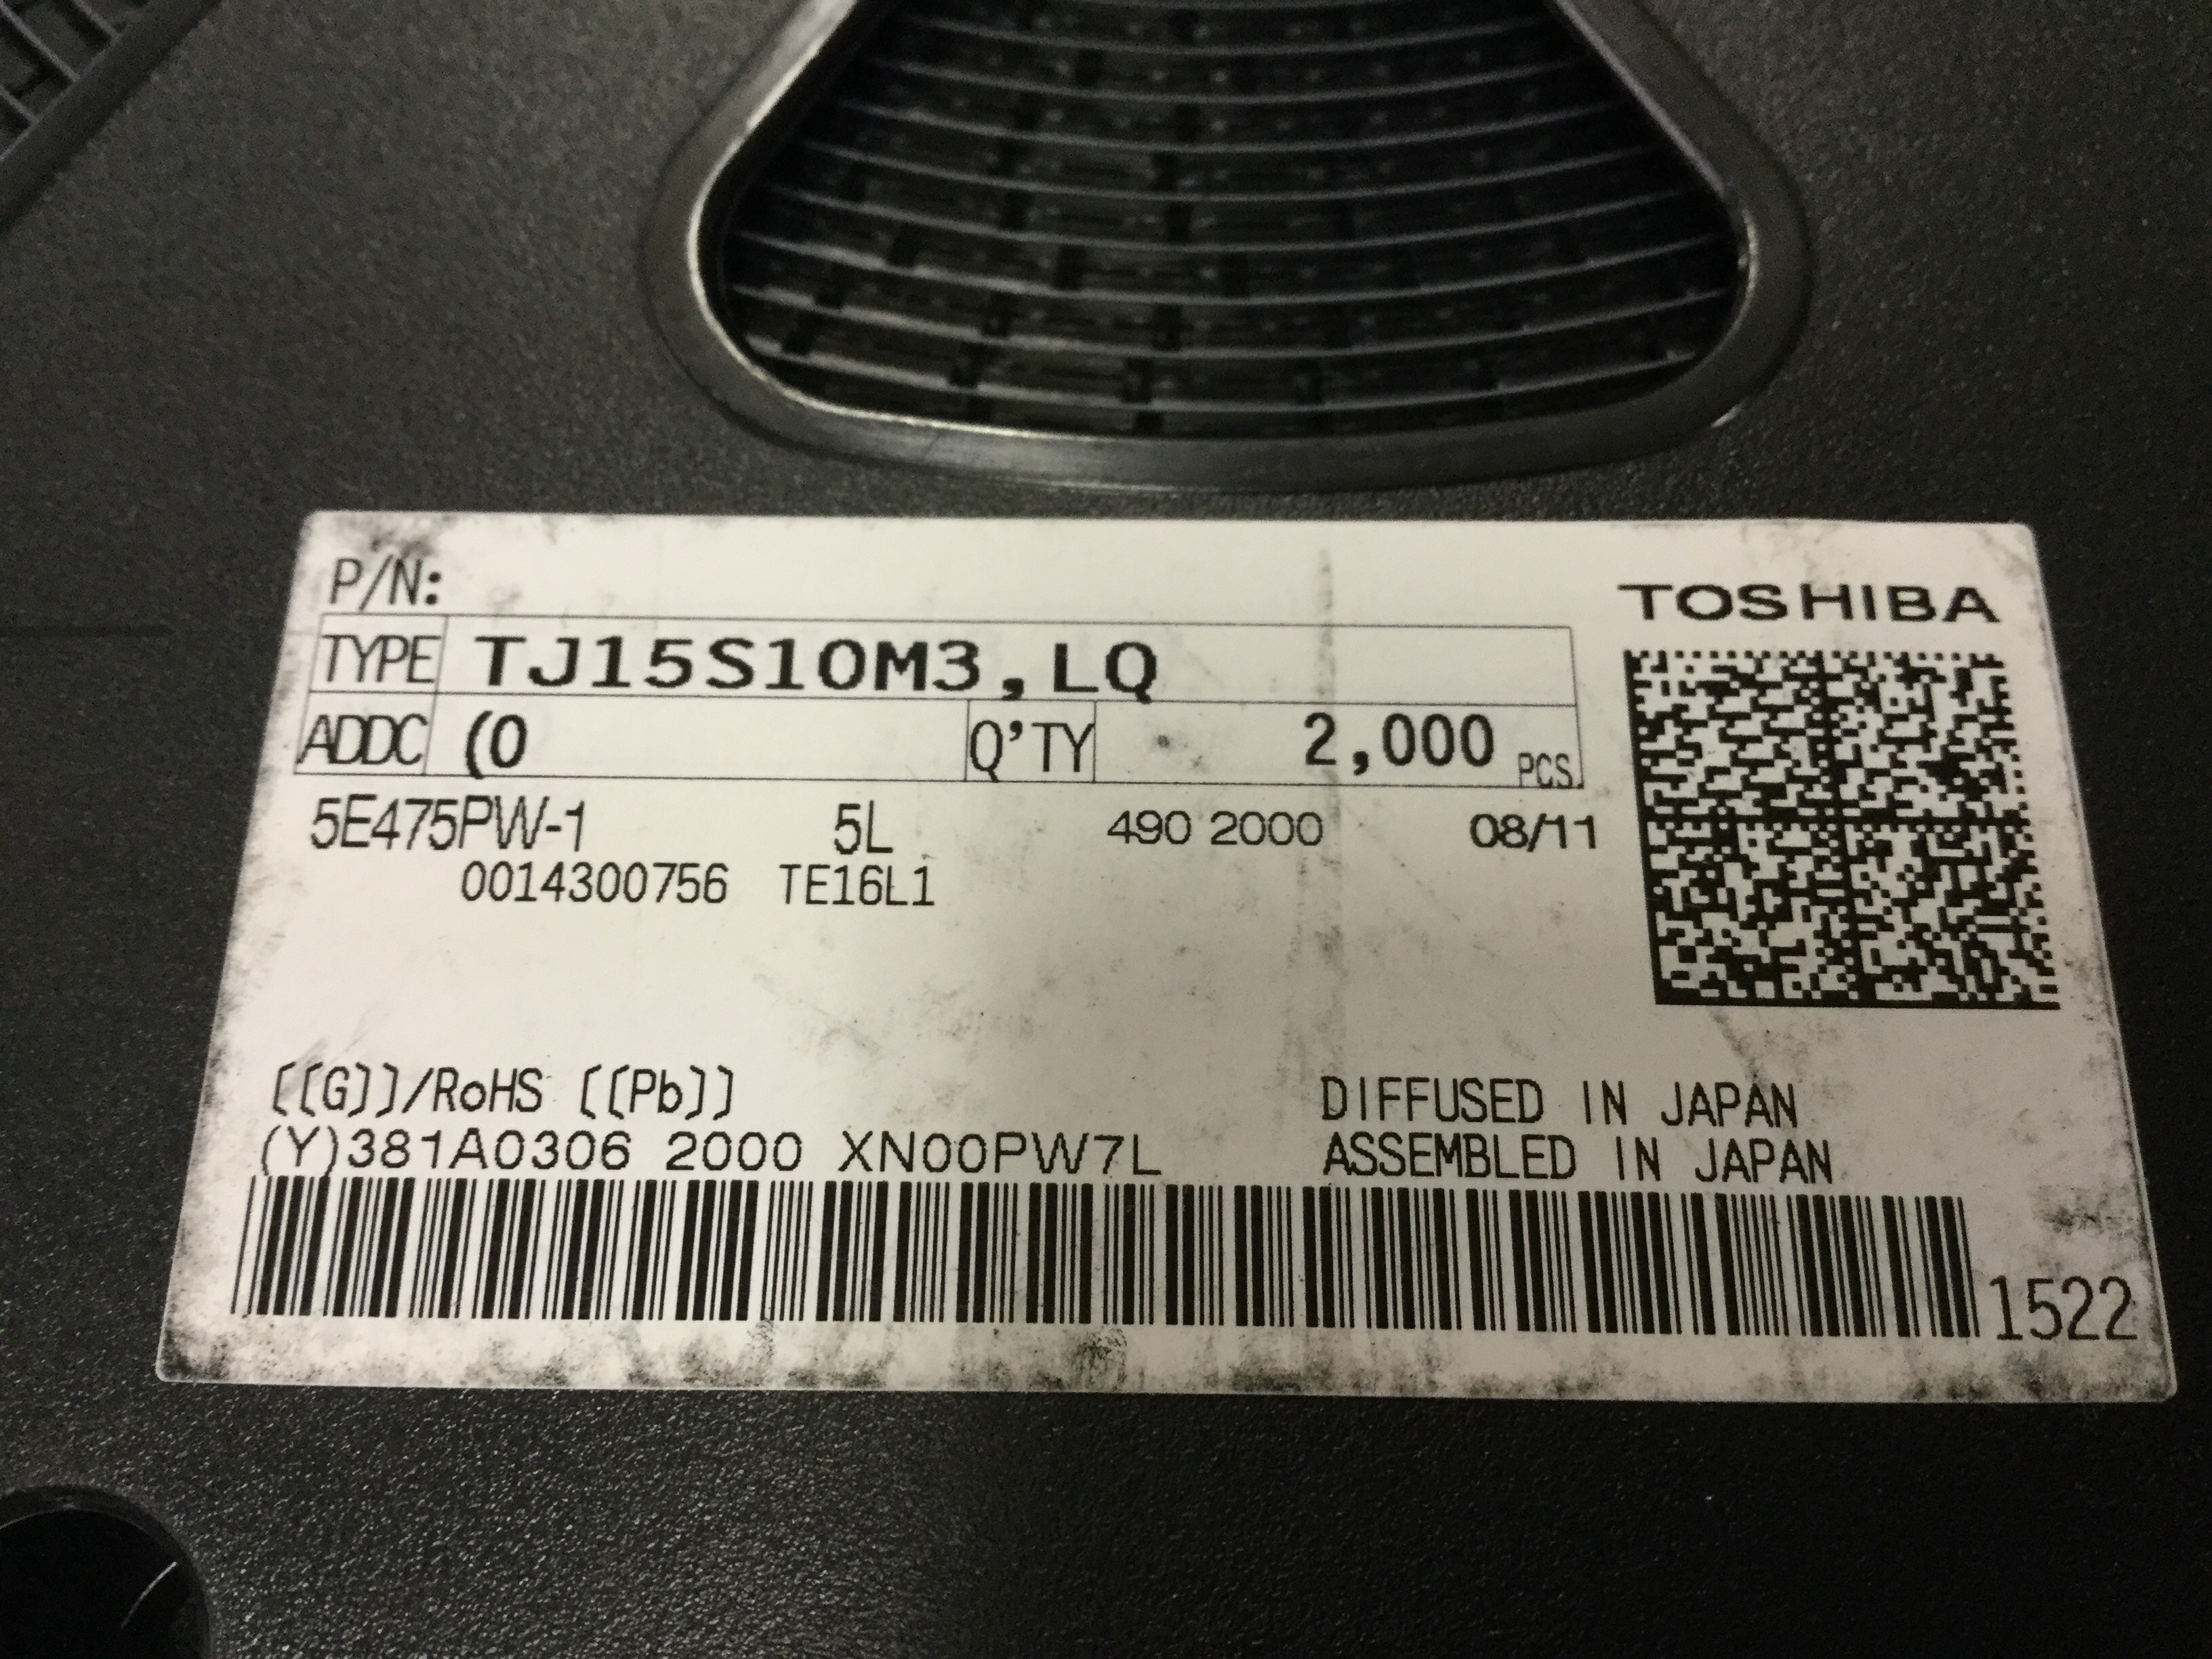 P/N:
TOSHIBA
TYPE TJ15S10M3,LQ
ADDC (0 Q'TY 2,000 PCS.
5E475PW-1 5L 490 2000 08/11
0014300756 TE16L1
[[G]]/RoHS [[Pb]] DIFFUSED IN JAPAN
(Y)381A0306 2000 XN00PW7L ASSEMBLED IN JAPAN
1522